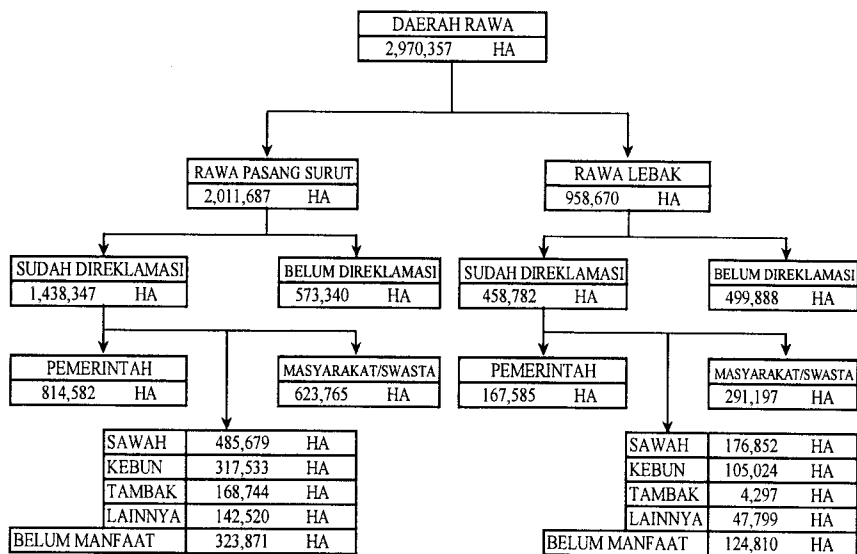 DAERAH RAWA
2,970,357 HA
RAWA PASANG SURUT
2,011,687 HA
RAWA LEBAK
958,670 HA
SUDAH DIREKLAMASI
1,438,347 HA
BELUM DIREKLAMASI
573,340 HA
SUDAH DIREKLAMASI
458,782 HA
BELUM DIREKLAMASI
499,888 HA
PEMERINTAH
814,582 HA
MASYARAKAT/SWASTA
623,765 HA
PEMERINTAH
167,585 HA
MASYARAKAT/SWASTA
291,197 HA
SAWAH 485,679 HA
KEBUN 317,533 HA
TAMBAK 168,744 HA
LAINNYA 142,520 HA
BELUM MANFAAT 323,871 HA
SAWAH 176,852 HA
KEBUN 105,024 HA
TAMBAK 4,297 HA
LAINNYA 47,799 HA
BELUM MANFAAT 124,810 HA